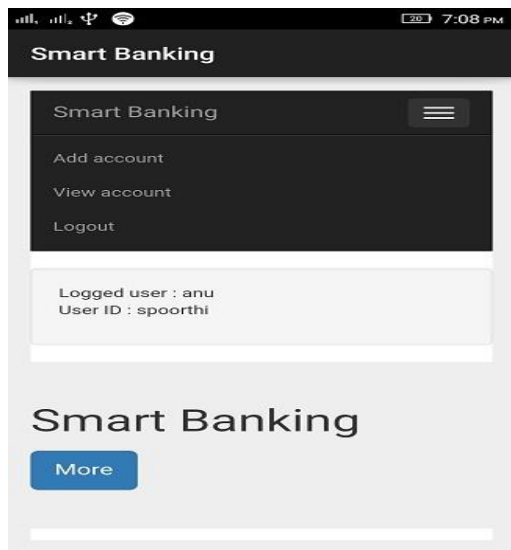 20 7:08 PM
Smart Banking
Smart Banking
Add account
View account
Logout
Logged user : anu
User ID : spoorthi
Smart Banking
More